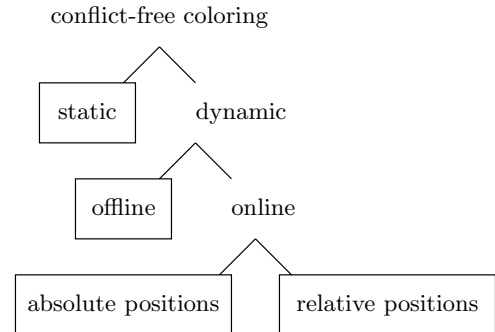 conflict-free coloring
static
dynamic
offline
online
absolute positions
relative positions